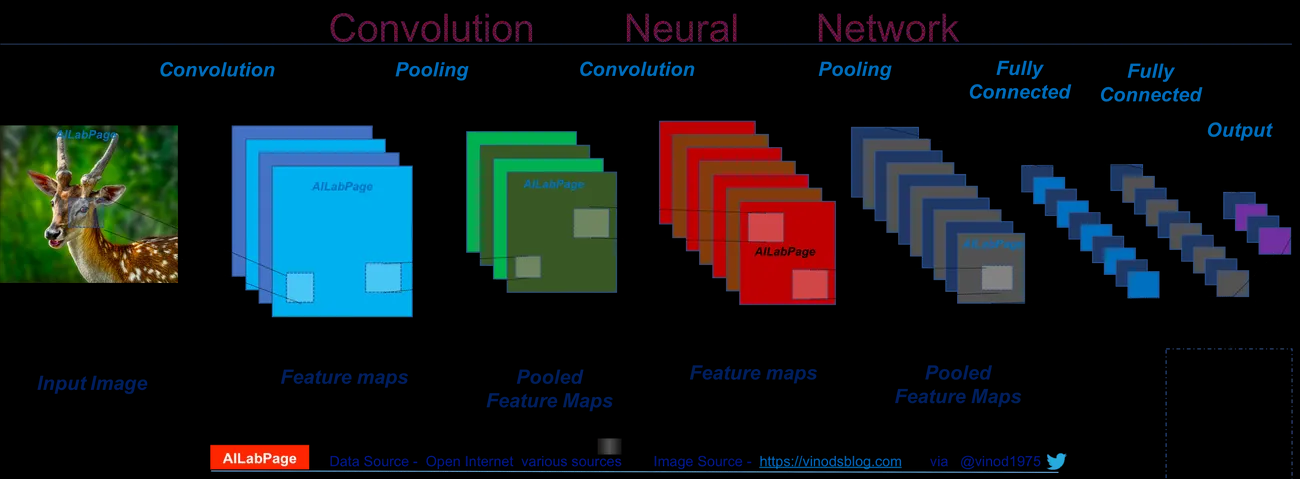 Convolution Neural Network
Convolution Pooling Convolution Pooling Fully Connected Fully Connected
Output
AILabPage
AILabPage
AILabPage
AILabPage
AILabPage
Input Image
Feature maps
Pooled
Feature Maps
Feature maps
Pooled
Feature Maps
AILabPage
Data Source - Open Internet various sources Image Source - https://vinodsblog.com via @vinod1975